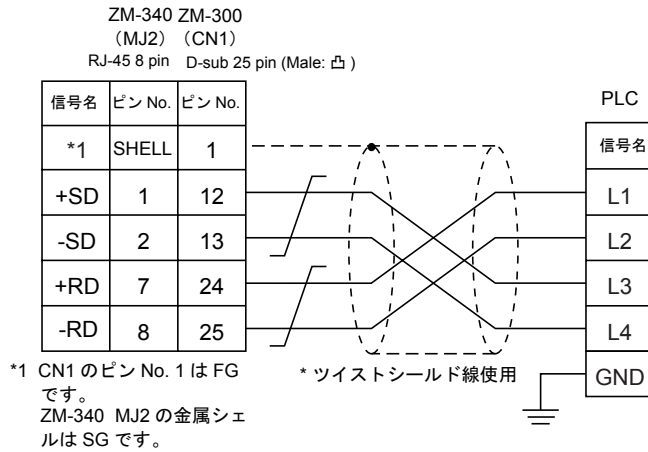 ZM-340 ZM-300
（MJ2）（CN1）
RJ-45 8 pin D-sub 25 pin (Male: 凸 )
PLC
信号名 ピン No. ピン No. 信号名
*1 SHELL 1
+SD 1 12 L1
-SD 2 13 L2
+RD 7 24 L3
-RD 8 25 L4
GND
*1 CN1 のピン No. 1 は FG
です。
ZM-340 MJ2 の金属シェ
ルは SG です。
* ツイストシールド線使用